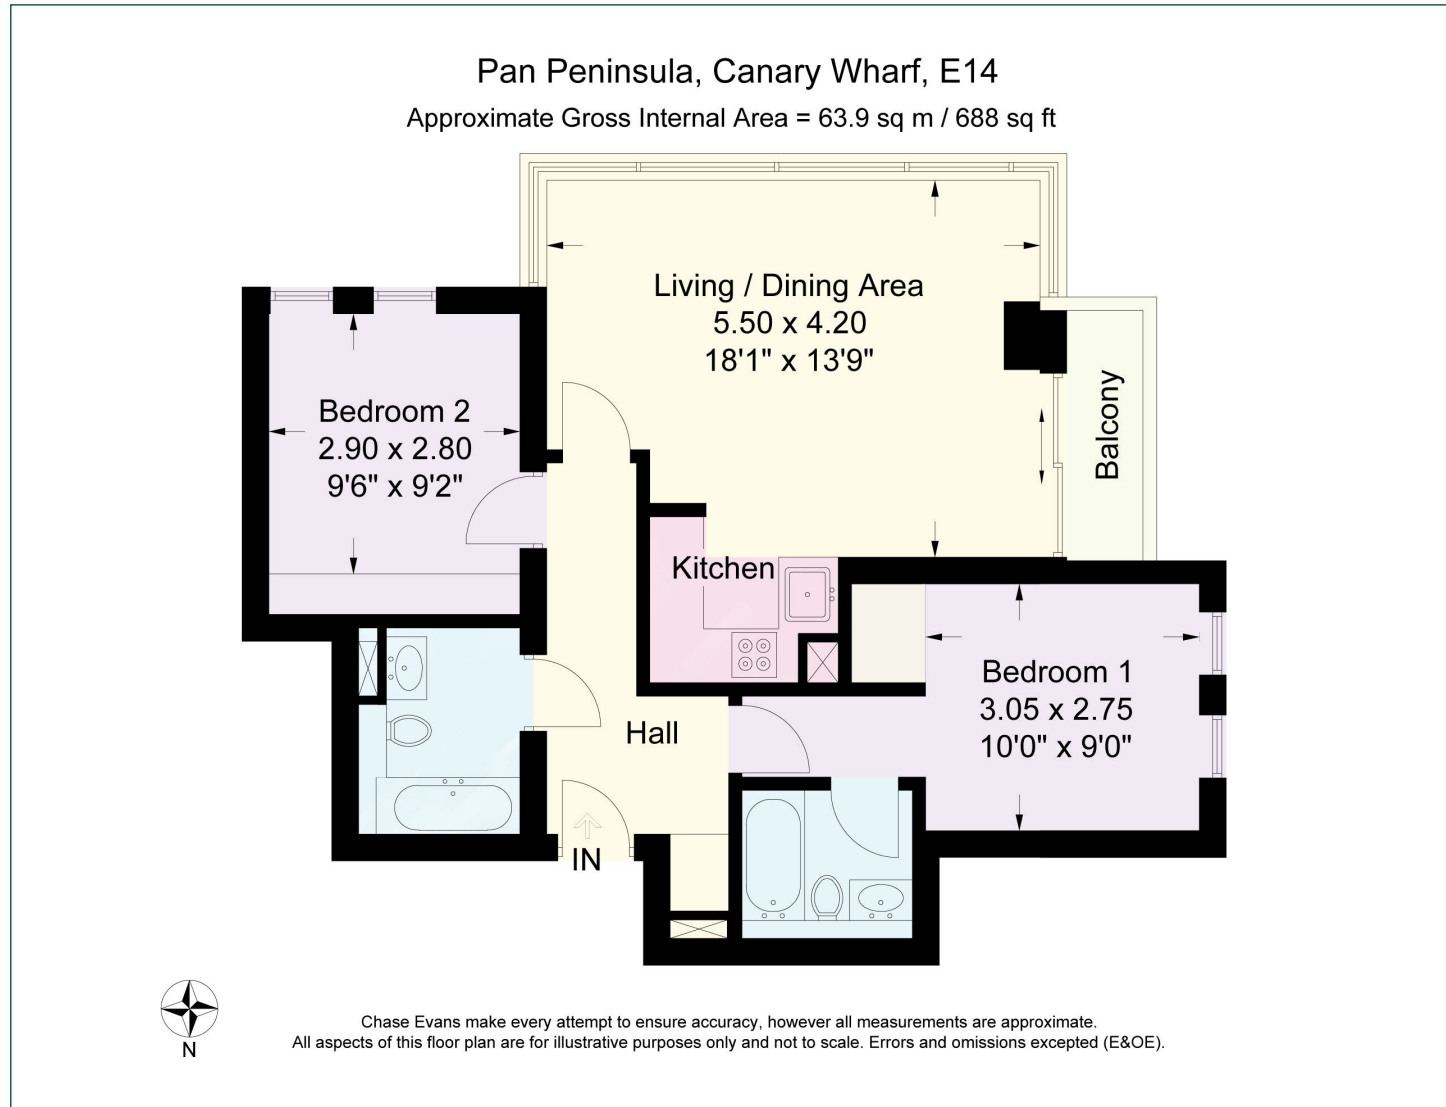 Pan Peninsula, Canary Wharf, E14
Approximate Gross Internal Area = 63.9 sq m / 688 sq ft
Living / Dining Area
5.50 x 4.20
18'1" x 13'9"
Balcony
Bedroom 2
2.90 x 2.80
9'6" x 9'2"
Kitchen
Bedroom 1
3.05 x 2.75
10'0" x 9'0"
Hall
IN
N
Chase Evans make every attempt to ensure accuracy, however all measurements are approximate.
All aspects of this floor plan are for illustrative purposes only and not to scale. Errors and omissions excepted (E&OE).